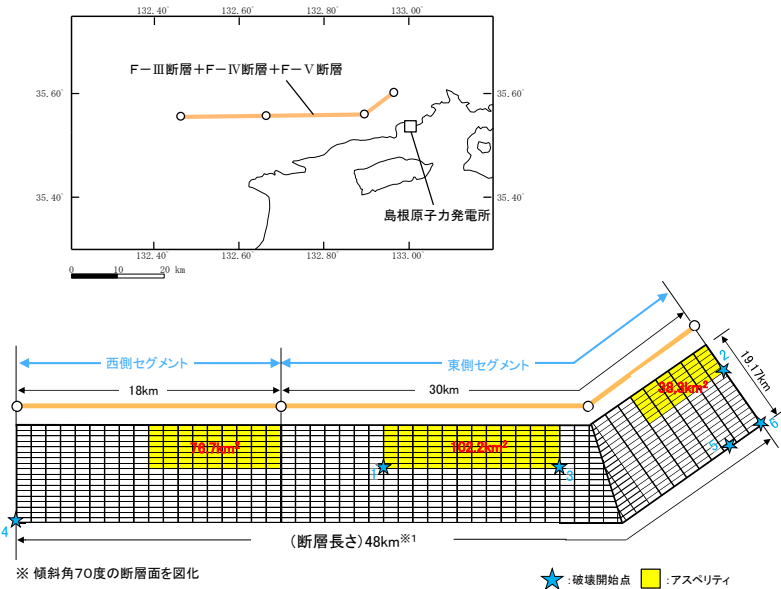 132.40° 132.60° 132.80° 133.00°
F－Ⅲ断層＋F－Ⅳ断層＋F－Ⅴ断層
35.60° 35.60°
35.40° 35.40°
島根原子力発電所
132.40° 132.60° 132.80° 133.00°
0 10 20 km
西側セグメント
東側セグメント
18km
30km
19.17km
2
38.3km²
76.7km²
102.2km²
6
5
1
3
4
(断層長さ)48km※1
※ 傾斜角70度の断層面を図化
:破壊開始点
:アスペリティ